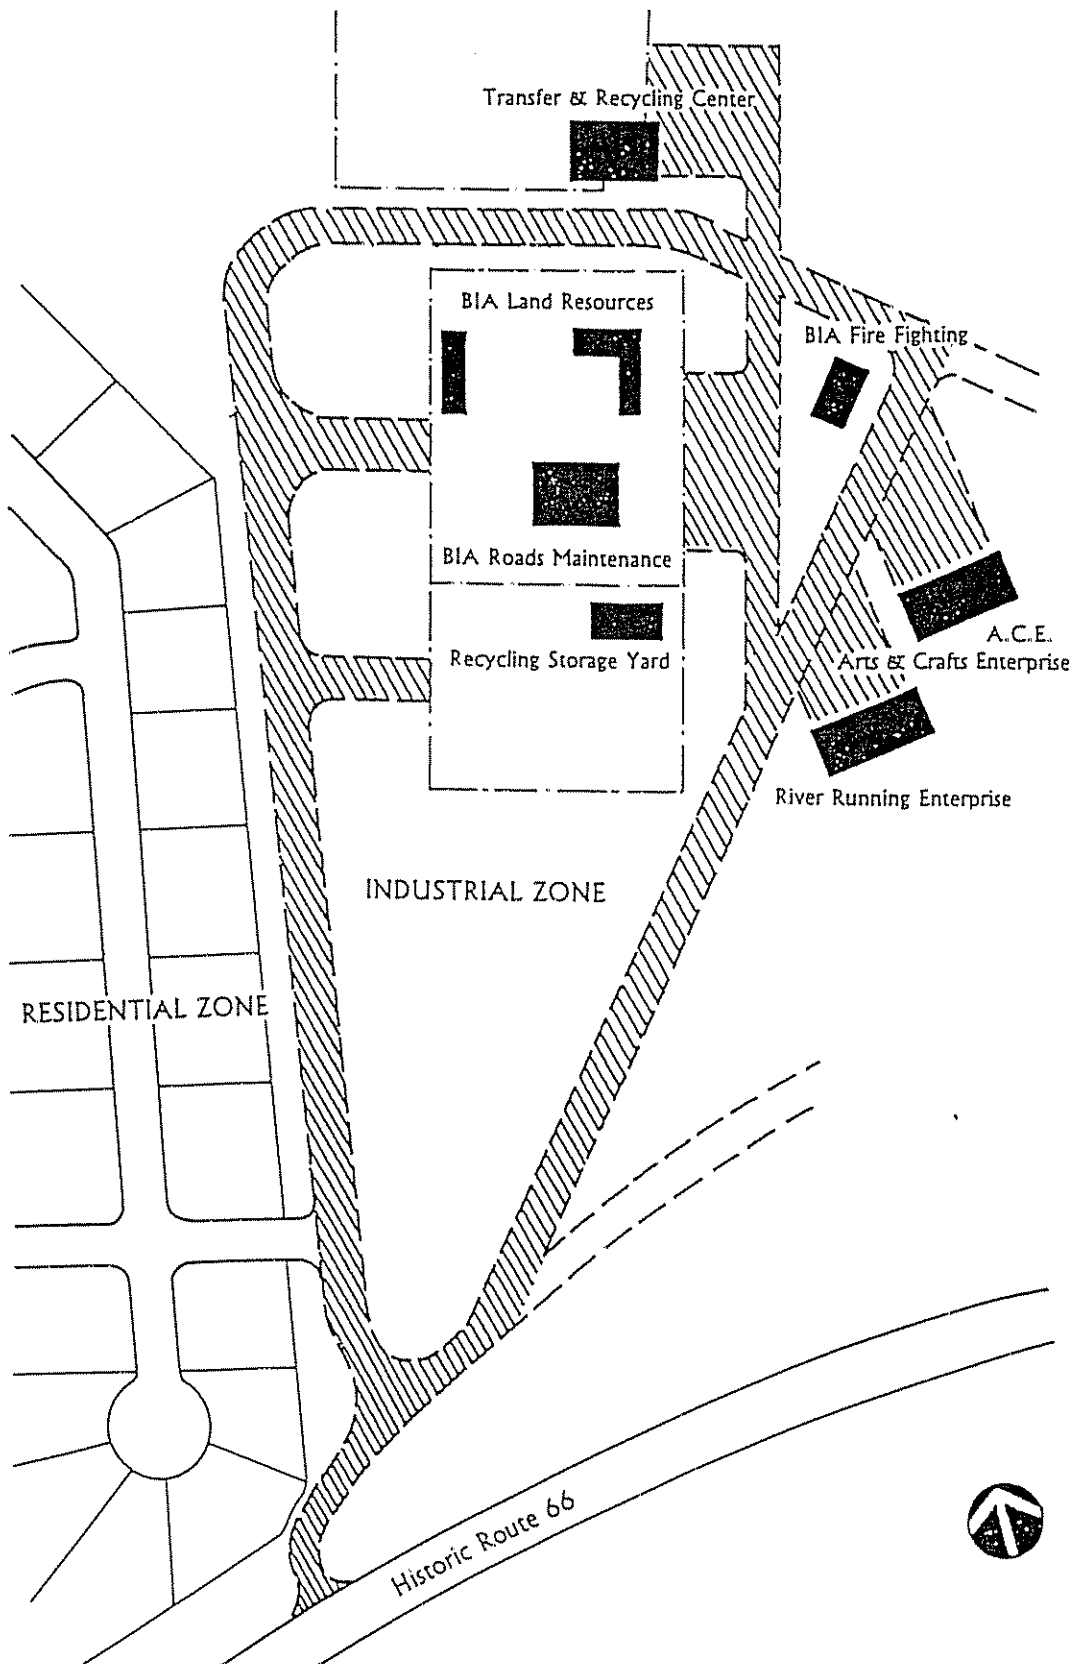 Transfer & Recycling Center
BIA Land Resources
BIA Fire Fighting
BIA Roads Maintenance
A.C.E.
Recycling Storage Yard
Arts & Crafts Enterprise
River Running Enterprise
INDUSTRIAL ZONE
RESIDENTIAL ZONE
Historic Route 66